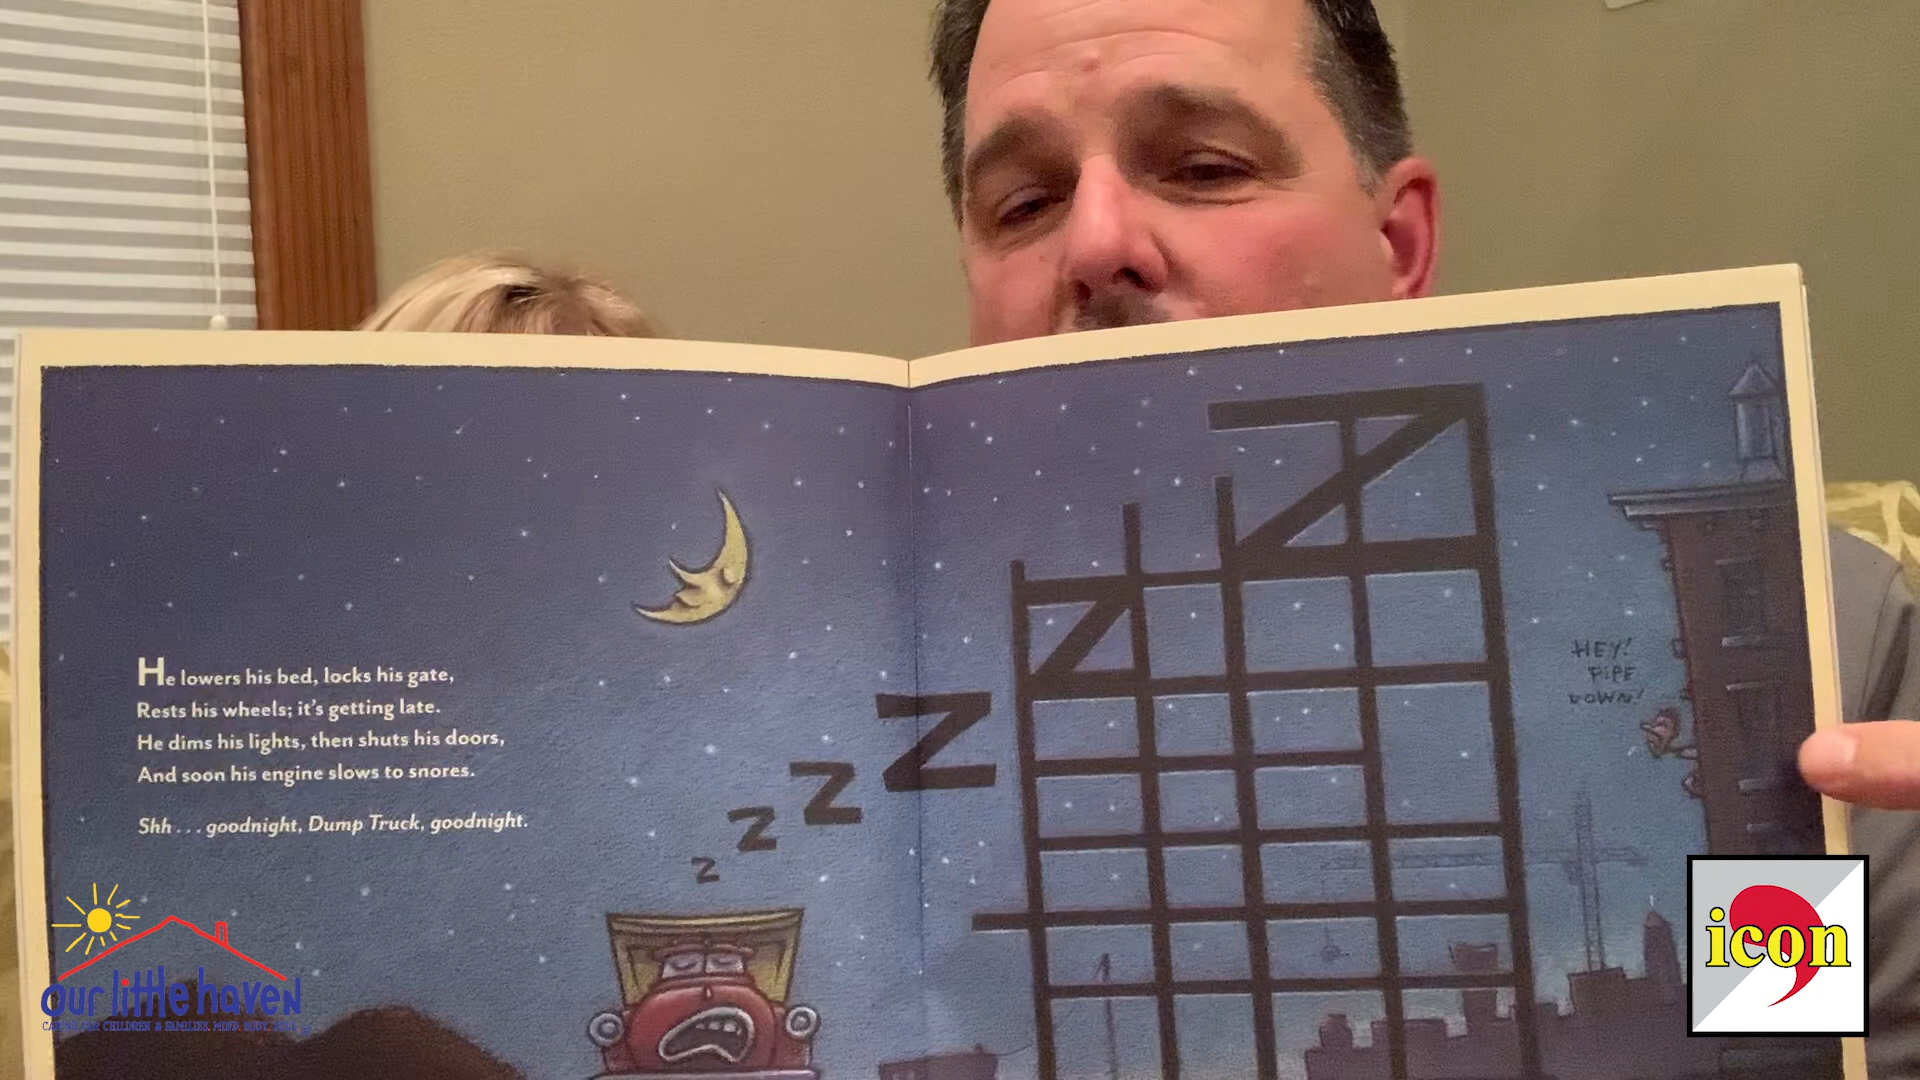 He lowers his bed, locks his gate,
Rests his wheels; it's getting late.
He dims his lights, then shuts his doors,
And soon his engine slows to snores.
Shh... goodnight, Dump Truck, goodnight.
z
z
z
z
HEY!
PIPE
DOWN!
our little haven
icon